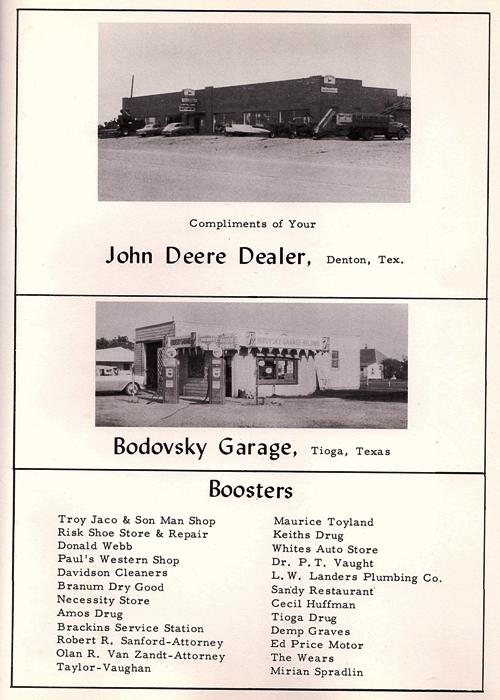 Compliments of Your
John Deere Dealer, Denton, Tex.
BODOVSKY GARAGE
Bodovsky Garage, Tioga, Texas
Boosters
Troy Jaco & Son Man Shop
Risk Shoe Store & Repair
Donald Webb
Paul's Western Shop
Davidson Cleaners
Branum Dry Good
Necessity Store
Amos Drug
Brackins Service Station
Robert R. Sanford-Attorney
Olan R. Van Zandt-Attorney
Taylor-Vaughan
Maurice Toyland
Keiths Drug
Whites Auto Store
Dr. P. T. Vaught
L. W. Landers Plumbing Co.
Sandy Restaurant
Cecil Huffman
Tioga Drug
Demp Graves
Ed Price Motor
The Wears
Mirian Spradlin